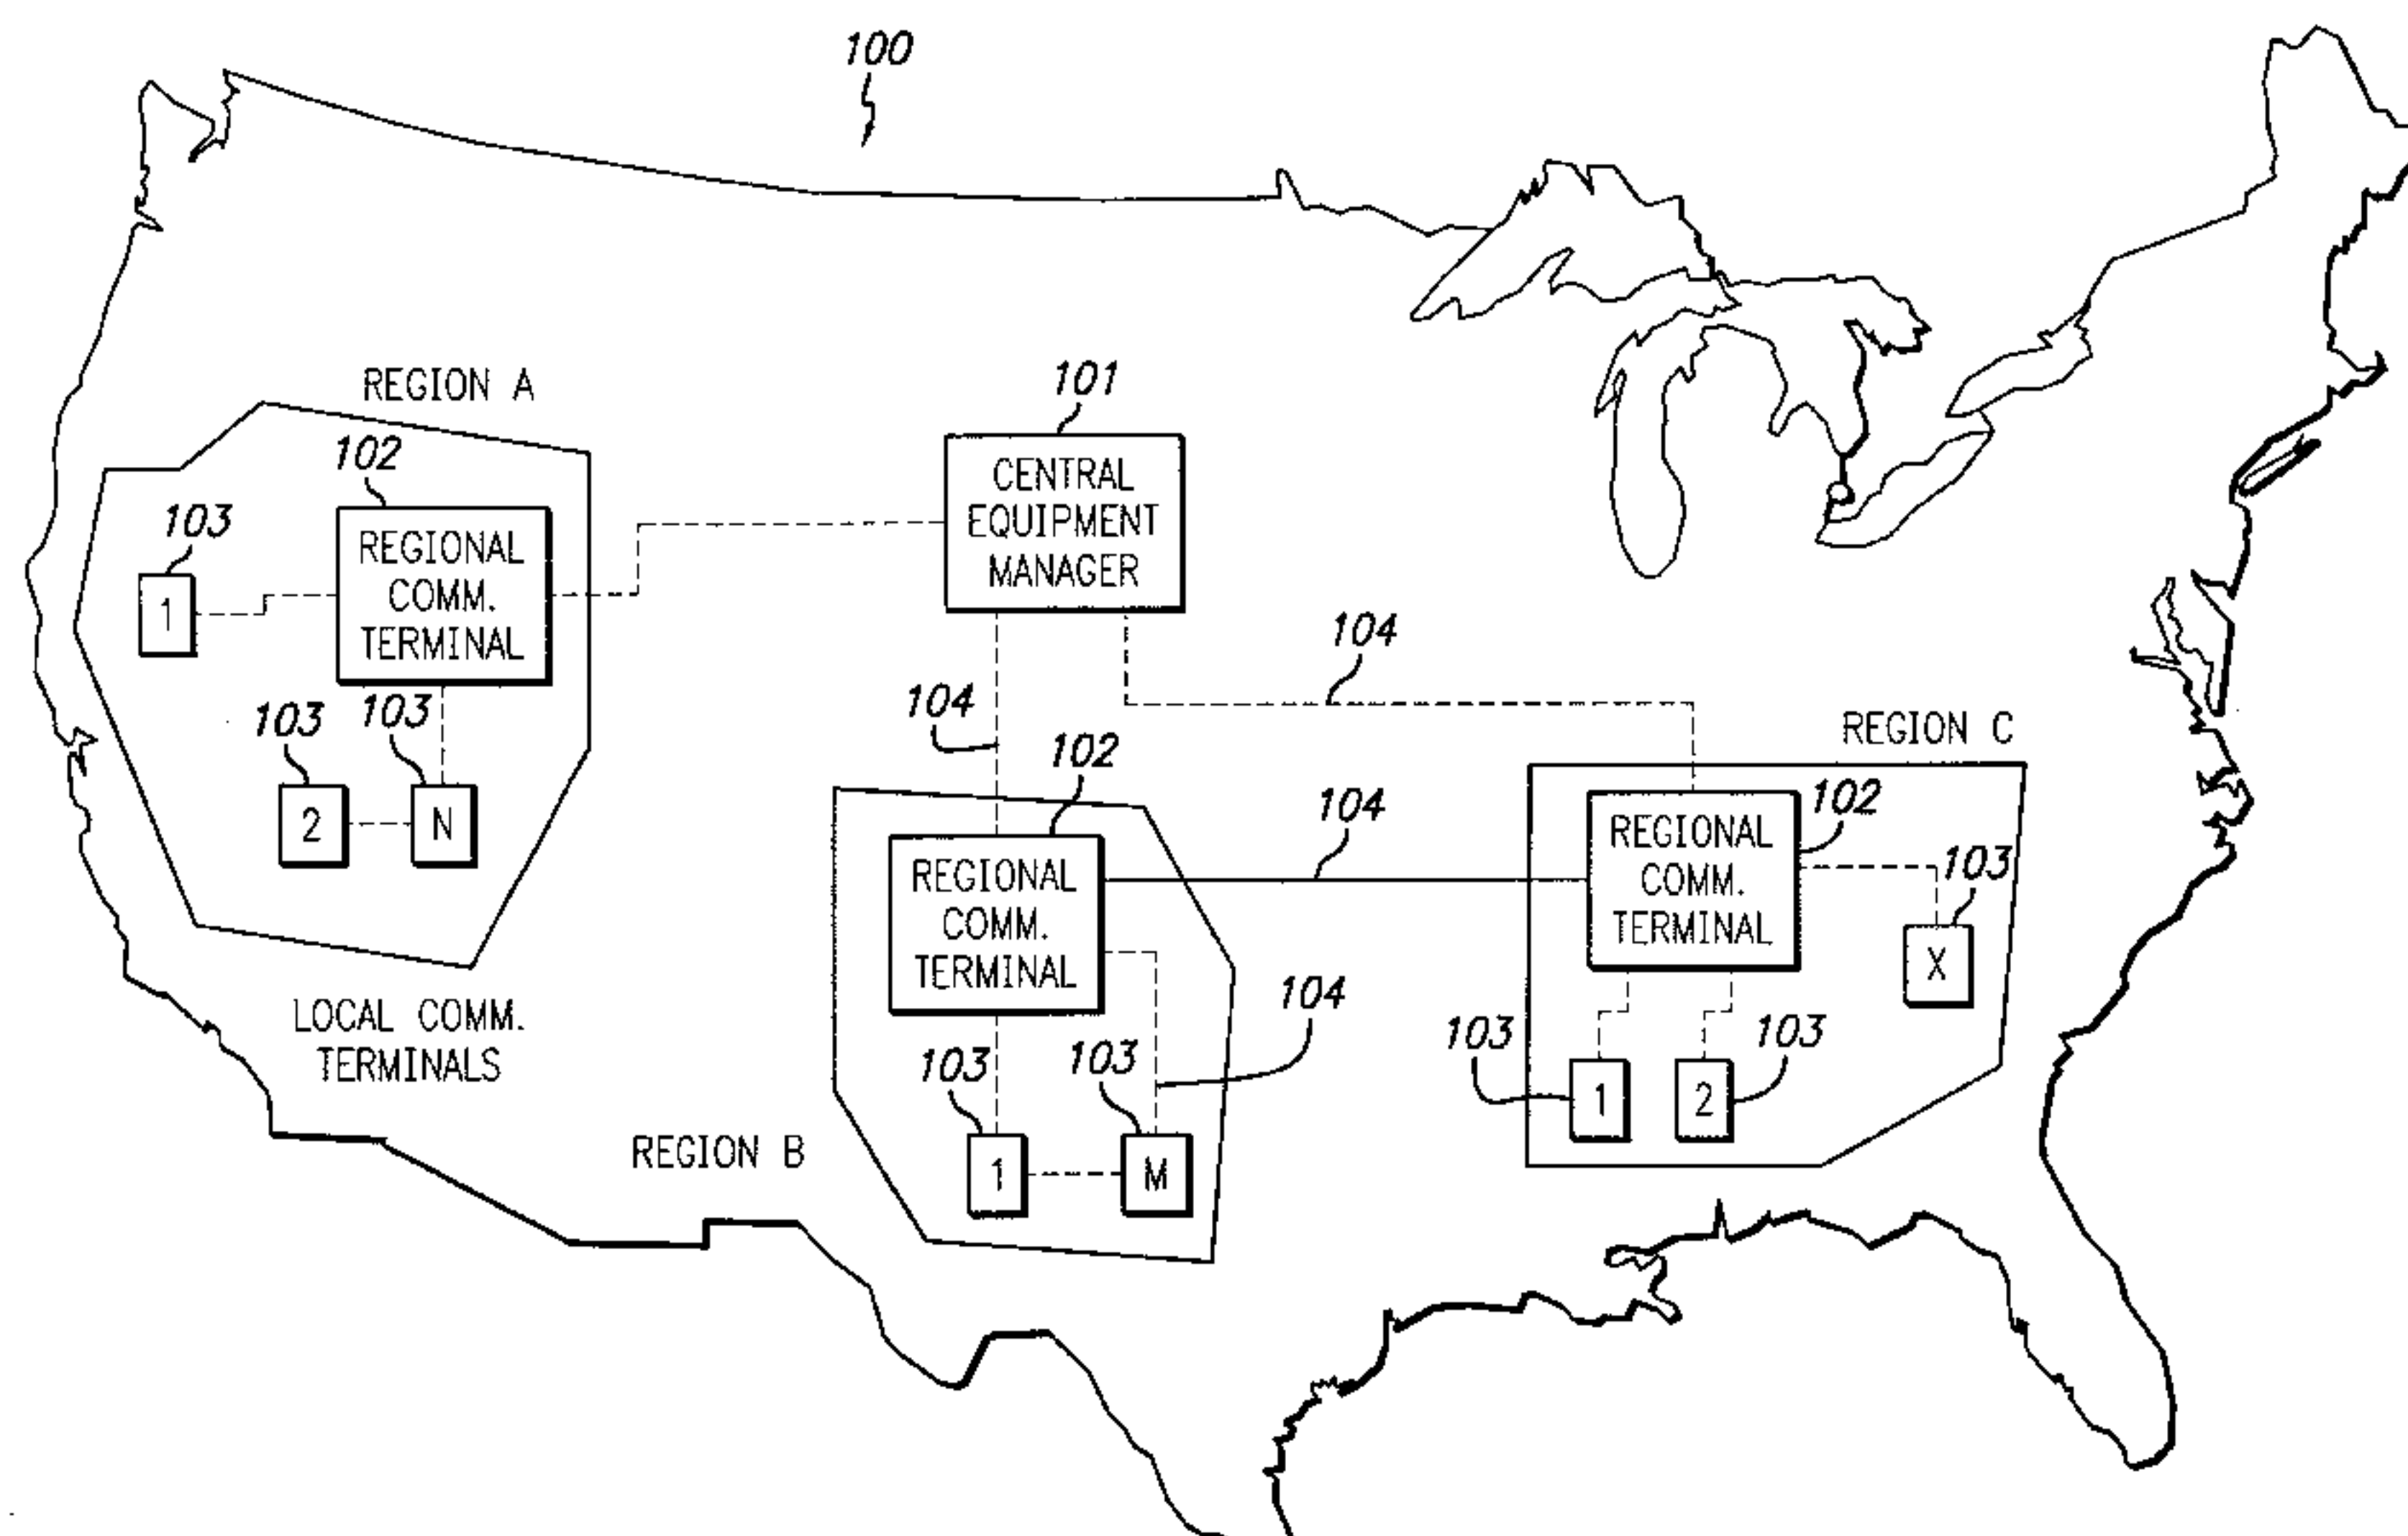 100
REGION A
101
102
CENTRAL
EQUIPMENT
MANAGER
103
REGIONAL
COMM.
TERMINAL
1
104
103
103
104
REGION C
102
2
N
104
102
REGIONAL
COMM.
TERMINAL
REGIONAL
COMM.
TERMINAL
103
X
104
LOCAL COMM.
TERMINALS
103
103
103
103
1
2
REGION B
1
M